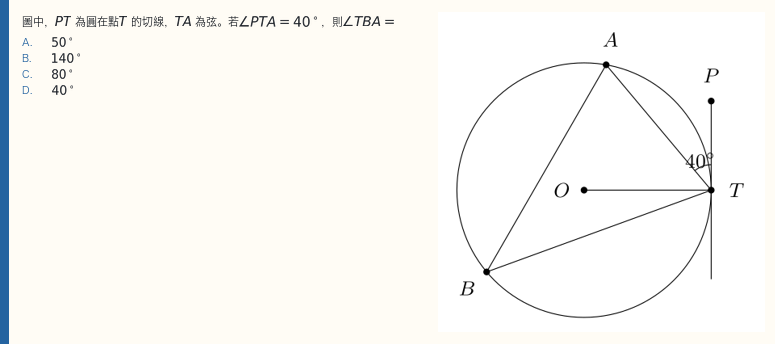 圖中，PT 為圓在點T 的切線，TA 為弦。若∠PTA = 40°，則∠TBA =
A. 50°
B. 140°
C. 80°
D. 40°
A
P
40°
O
T
B